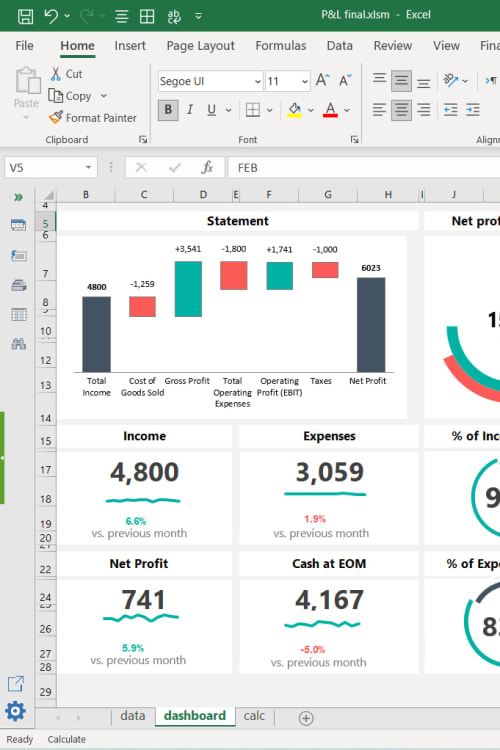 P&L final.xlsm - Excel
File Home Insert Page Layout Formulas Data Review View Fina
Cut
Copy
Format Painter
Paste
Clipboard
Segoe UI 11 A A
B I U A
Font
Alignn
V5 fx FEB
B C D E F G H I J
4
5
6
7
8
9
10
12
13
14
15
17
18
19
20
21
22
24
25
26
27
28
29
Statement
Net prof
+3,541 -1,800 +1,741 -1,000
4800 -1,259 6023
Total Income
Cost of Goods Sold
Gross Profit
Total Operating Expenses
Operating Profit (EBIT)
Taxes
Net Profit
Income
4,800
6.6%
vs. previous month
Expenses
3,059
1.9%
vs. previous month
% of Inc
9
Net Profit
741
5.9%
vs. previous month
Cash at EOM
4,167
-5.0%
vs. previous month
% of Expe
8
data dashboard calc
Ready Calculate